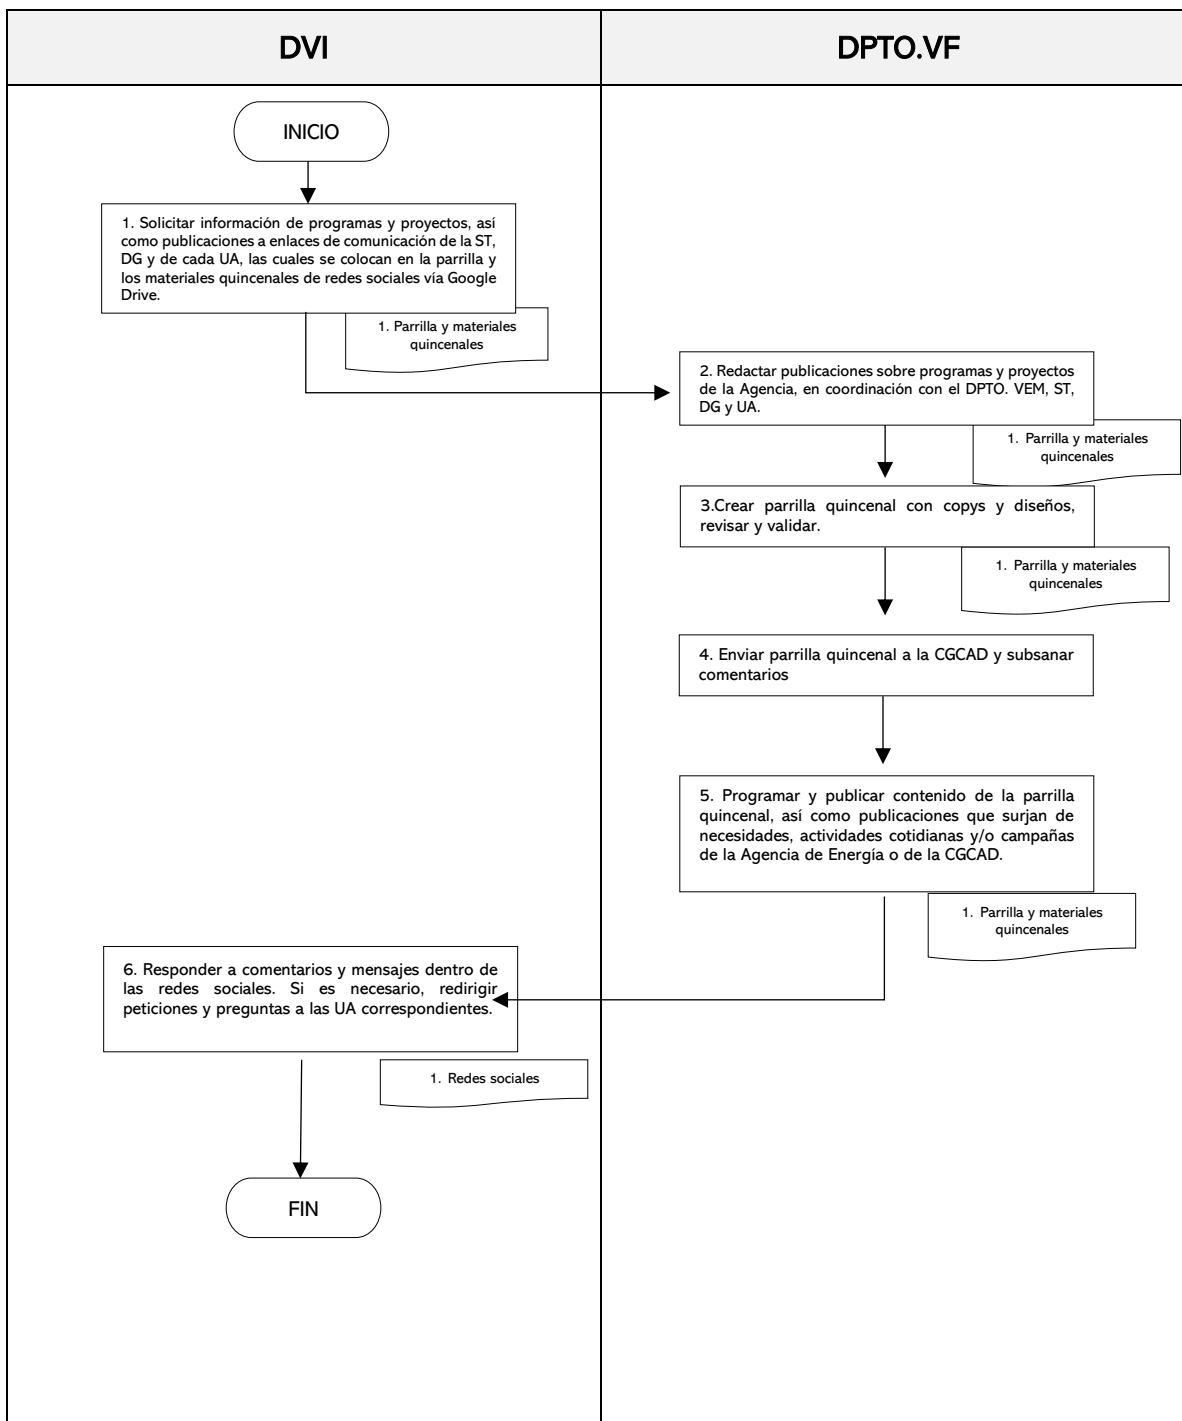 DVI
DPTO.VF
INICIO
1. Solicitar información de programas y proyectos, así
como publicaciones a enlaces de comunicación de la ST,
DG y de cada UA, las cuales se colocan en la parrilla y
los materiales quincenales de redes sociales vía Google
Drive.
1. Parrilla y materiales
quincenales
2. Redactar publicaciones sobre programas y proyectos
de la Agencia, en coordinación con el DPTO. VEM, ST,
DG y UA.
1. Parrilla y materiales
quincenales
3.Crear parrilla quincenal con copys y diseños,
revisar y validar.
1. Parrilla y materiales
quincenales
4. Enviar parrilla quincenal a la CGCAD y subsanar
comentarios
5. Programar y publicar contenido de la parrilla
quincenal, así como publicaciones que surjan de
necesidades, actividades cotidianas y/o campañas
de la Agencia de Energía o de la CGCAD.
1. Parrilla y materiales
quincenales
6. Responder a comentarios y mensajes dentro de
las redes sociales. Si es necesario, redirigir
peticiones y preguntas a las UA correspondientes.
1. Redes sociales
FIN